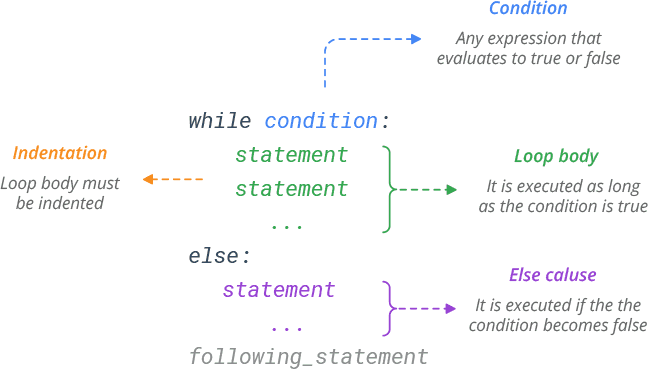 Condition
Any expression that
evaluates to true or false
while condition:
Indentation
Loop body must
be indented
statement
statement
...
Loop body
It is executed as long
as the condition is true
else:
statement
...
Else caluse
It is executed if the the
condition becomes false
following_statement